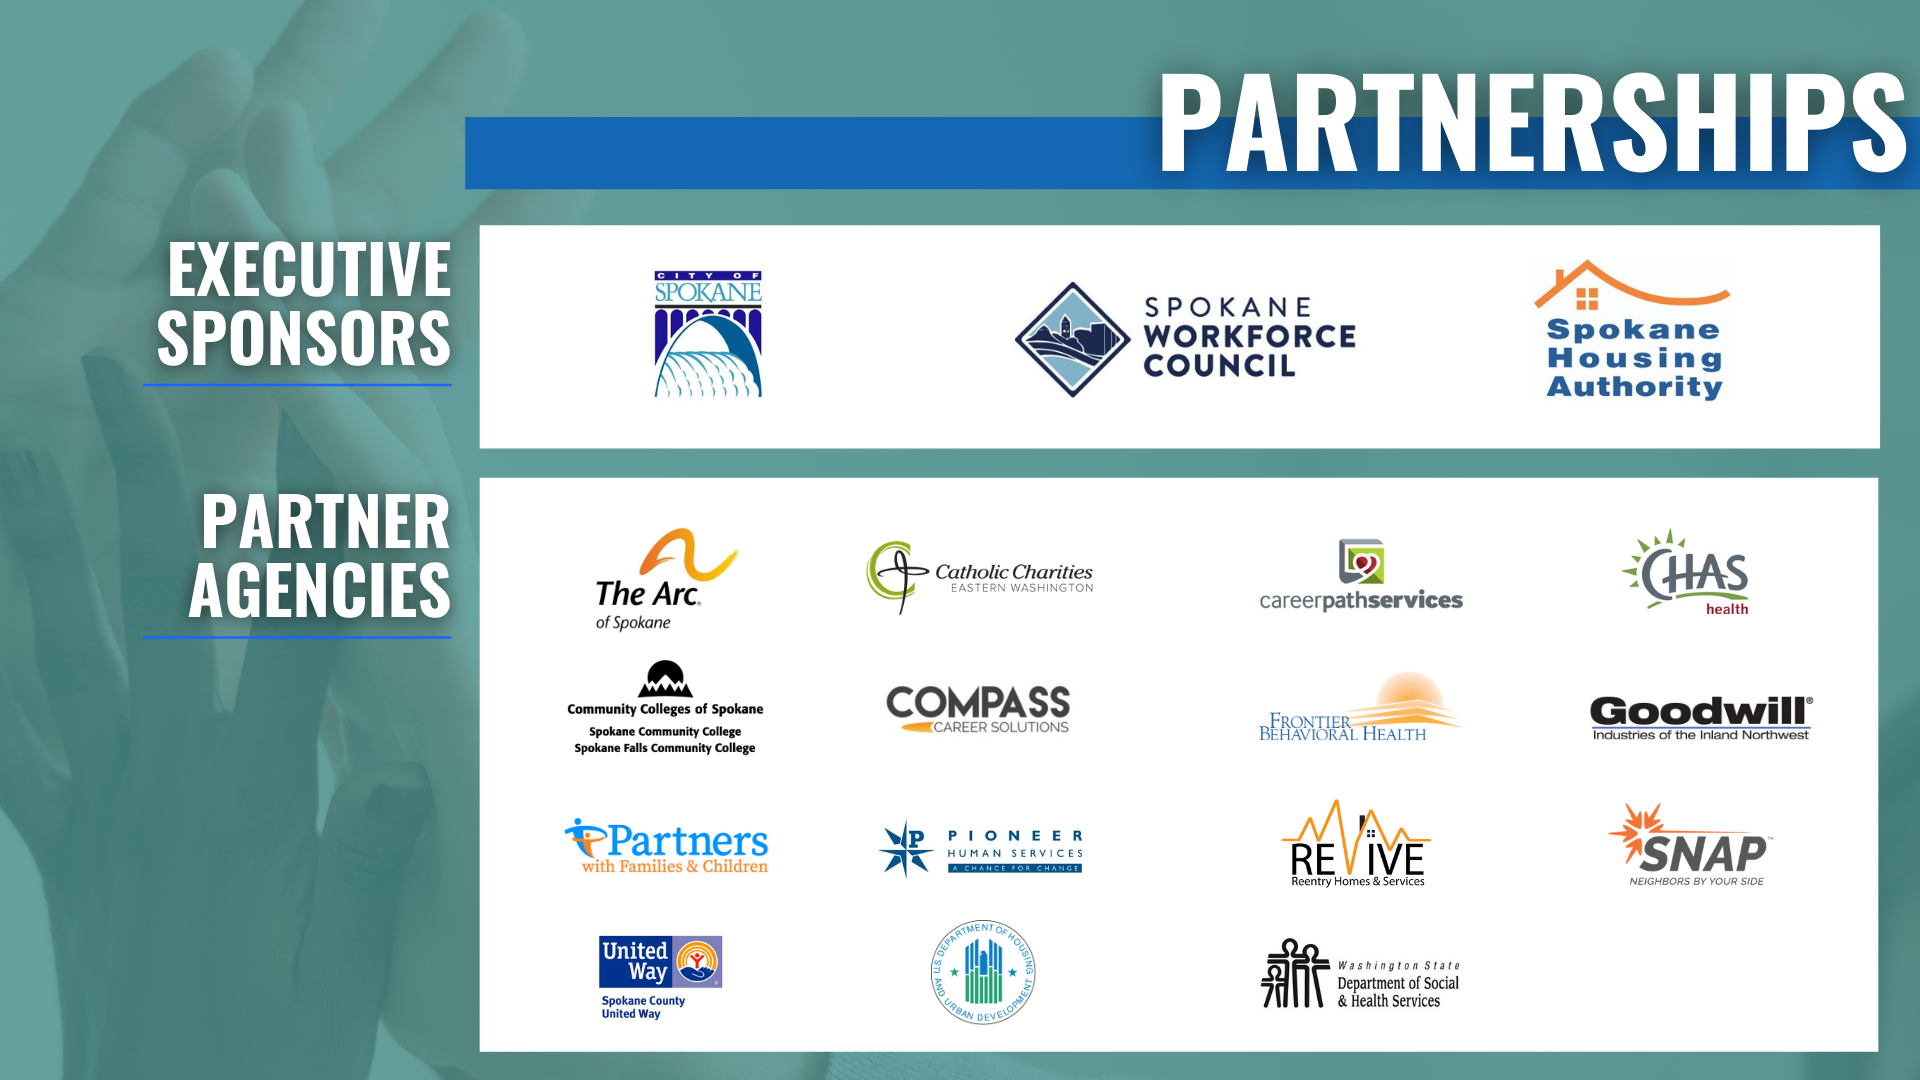 PARTNERSHIPS
EXECUTIVE
SPONSORS
CITY OF
SPOKANE
SPOKANE
WORKFORCE
COUNCIL
Spokane
Housing
Authority
PARTNER
AGENCIES
The Arc®
of Spokane
Catholic Charities
EASTERN WASHINGTON
careerpathservices
CHAS
health
Community Colleges of Spokane
Spokane Community College
Spokane Falls Community College
COMPASS
CAREER SOLUTIONS
FRONTIER
BEHAVIORAL HEALTH
Goodwill®
Industries of the Inland Northwest
Partners
with Families & Children
P PIONEER
HUMAN SERVICES
A CHANCE FOR CHANGE
REVIVE
Reentry Homes & Services
SNAP™
NEIGHBORS BY YOUR SIDE
United
Way
Spokane County
United Way
U.S. DEPARTMENT OF HOUSING
AND URBAN DEVELOPMENT
Washington State
Department of Social
& Health Services